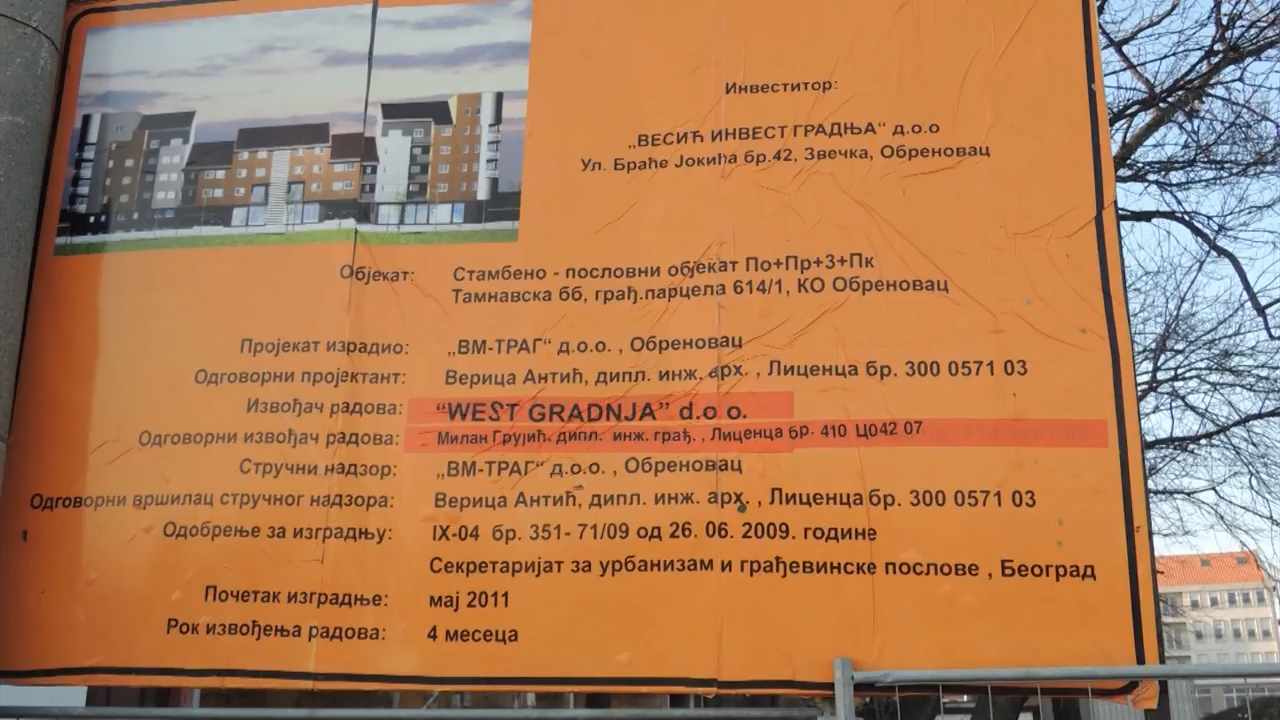 Инвеститор:
„ВЕСИЋ ИНВЕСТ ГРАДЊА“ д.о.о
Ул. Браће Јокића бр.42, Звечка, Обреновац
Објекат: Стамбено - пословни објекат По+Пр+3+Пк
Тамнавска бб, грађ.парцела 614/1, КО Обреновац
Пројекат израдио: „ВМ-ТРАГ“ д.о.о. , Обреновац
Одговорни пројектант: Верица Антић, дипл. инж. арх. , Лиценца бр. 300 0571 03
Извођач радова: “WEST GRADNJA” d.o o.
Одговорни извођач радова: Милан Грујић, дипл. инж. грађ. , Лиценца бр. 410 Ц042 07
Стручни надзор: „ВМ-ТРАГ“ д.о.о. , Обреновац
Одговорни вршилац стручног надзора: Верица Антић, дипл. инж. арх. , Лиценца бр. 300 0571 03
Одобрење за изградњу: IX-04 бр. 351- 71/09 од 26. 06. 2009. године
Секретаријат за урбанизам и грађевинске послове , Београд
Почетак изградње: мај 2011
Рок извођења радова: 4 месеца